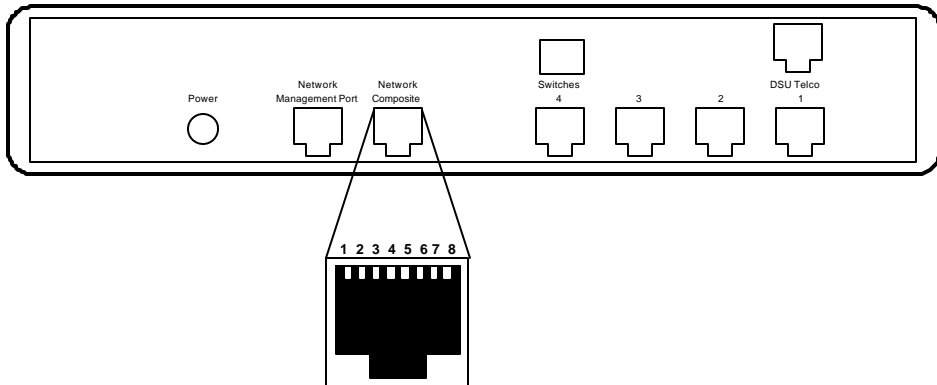 Switches
DSU Telco
Power
Network
Management Port
Network
Composite
4
3
2
1
1 2 3 4 5 6 7 8